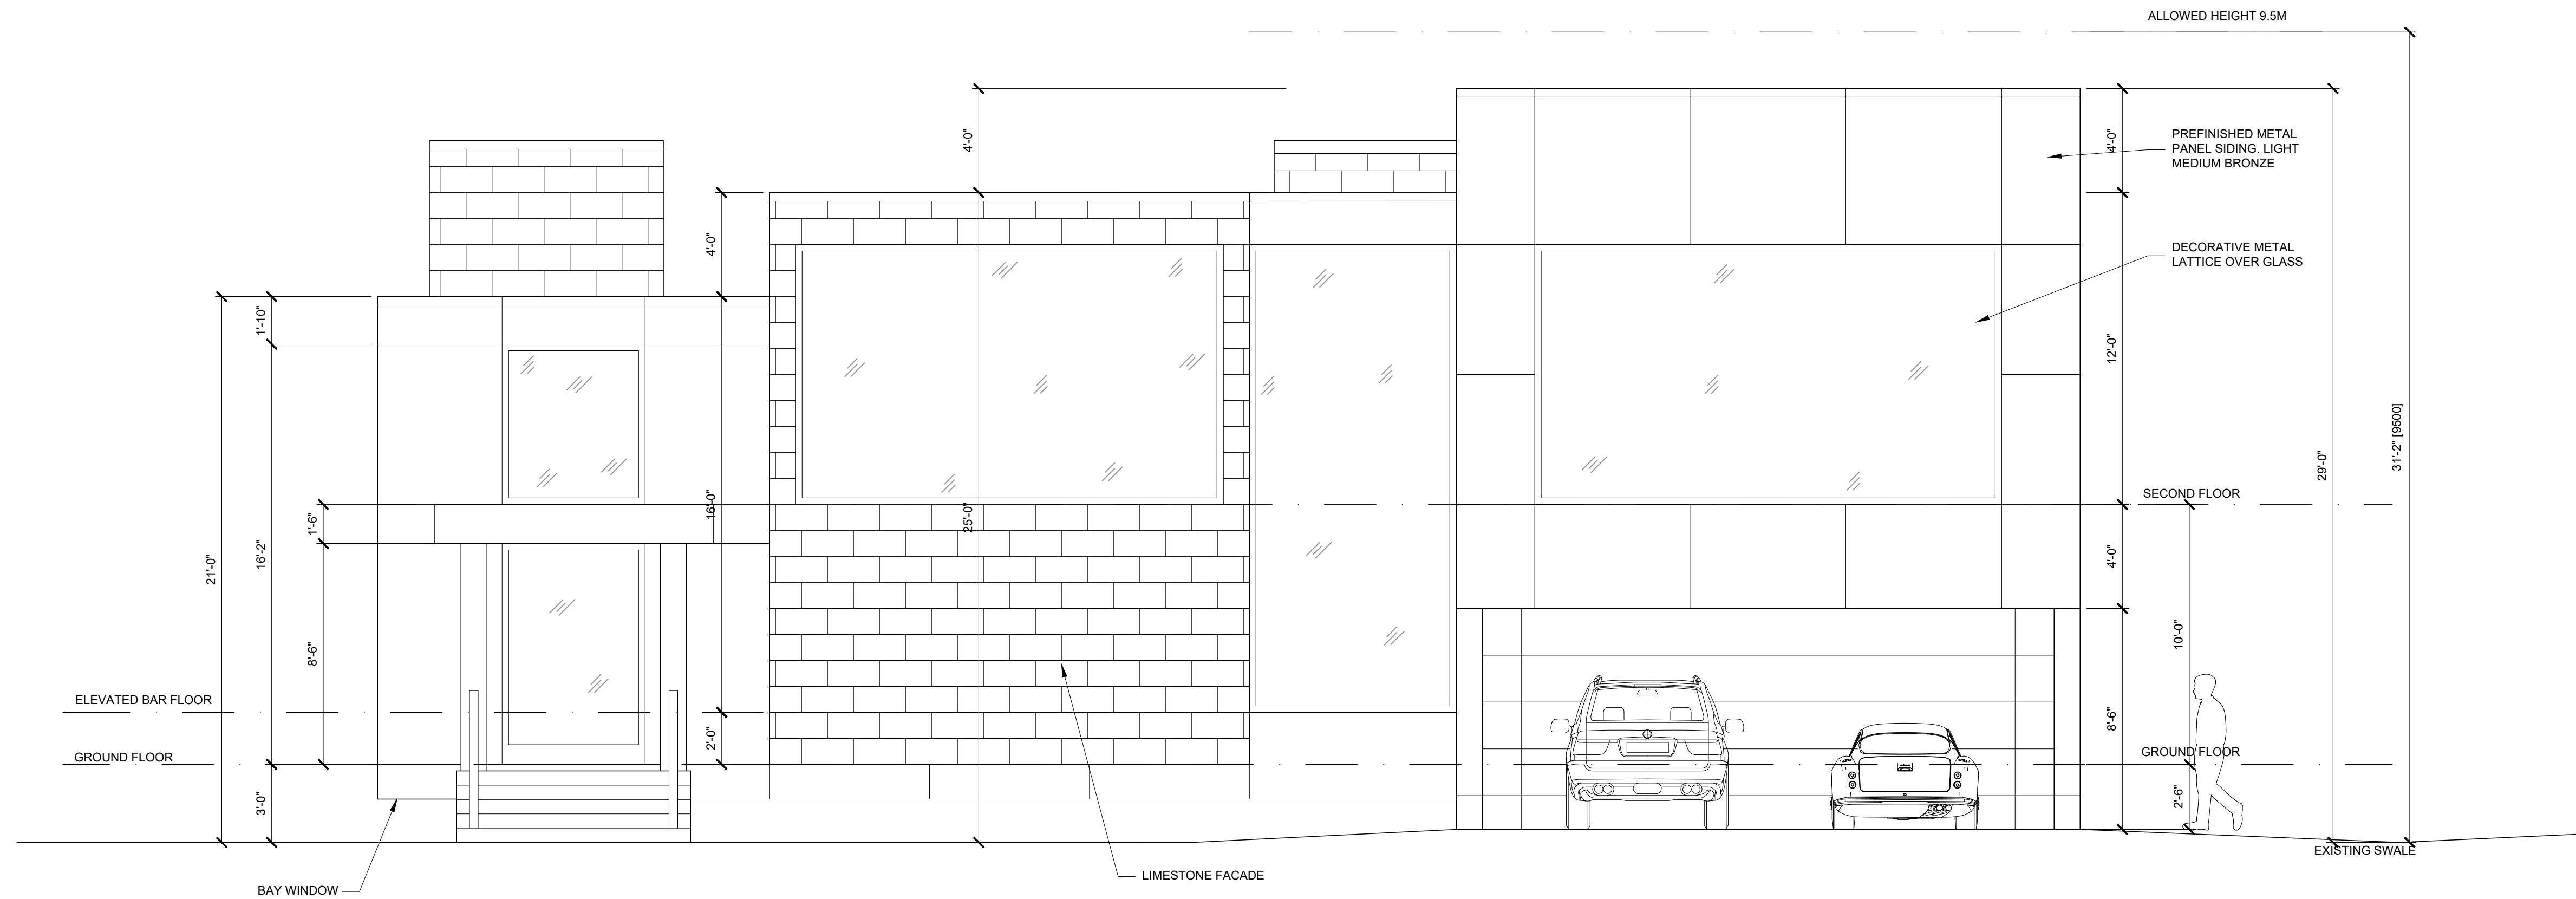 ALLOWED HEIGHT 9.5M
4'-0"
4'-0"
PREFINISHED METAL
PANEL SIDING. LIGHT
MEDIUM BRONZE
4'-0"
DECORATIVE METAL
LATTICE OVER GLASS
1'-10"
12'-0"
31'-2" [9500]
29'-0"
SECOND FLOOR
16'-0"
25'-0"
1'-6"
16'-2"
21'-0"
4'-0"
10'-0"
8'-6"
ELEVATED BAR FLOOR
8'-6"
2'-0"
GROUND FLOOR
GROUND FLOOR
3'-0"
2'-6"
EXISTING SWALE
LIMESTONE FACADE
BAY WINDOW